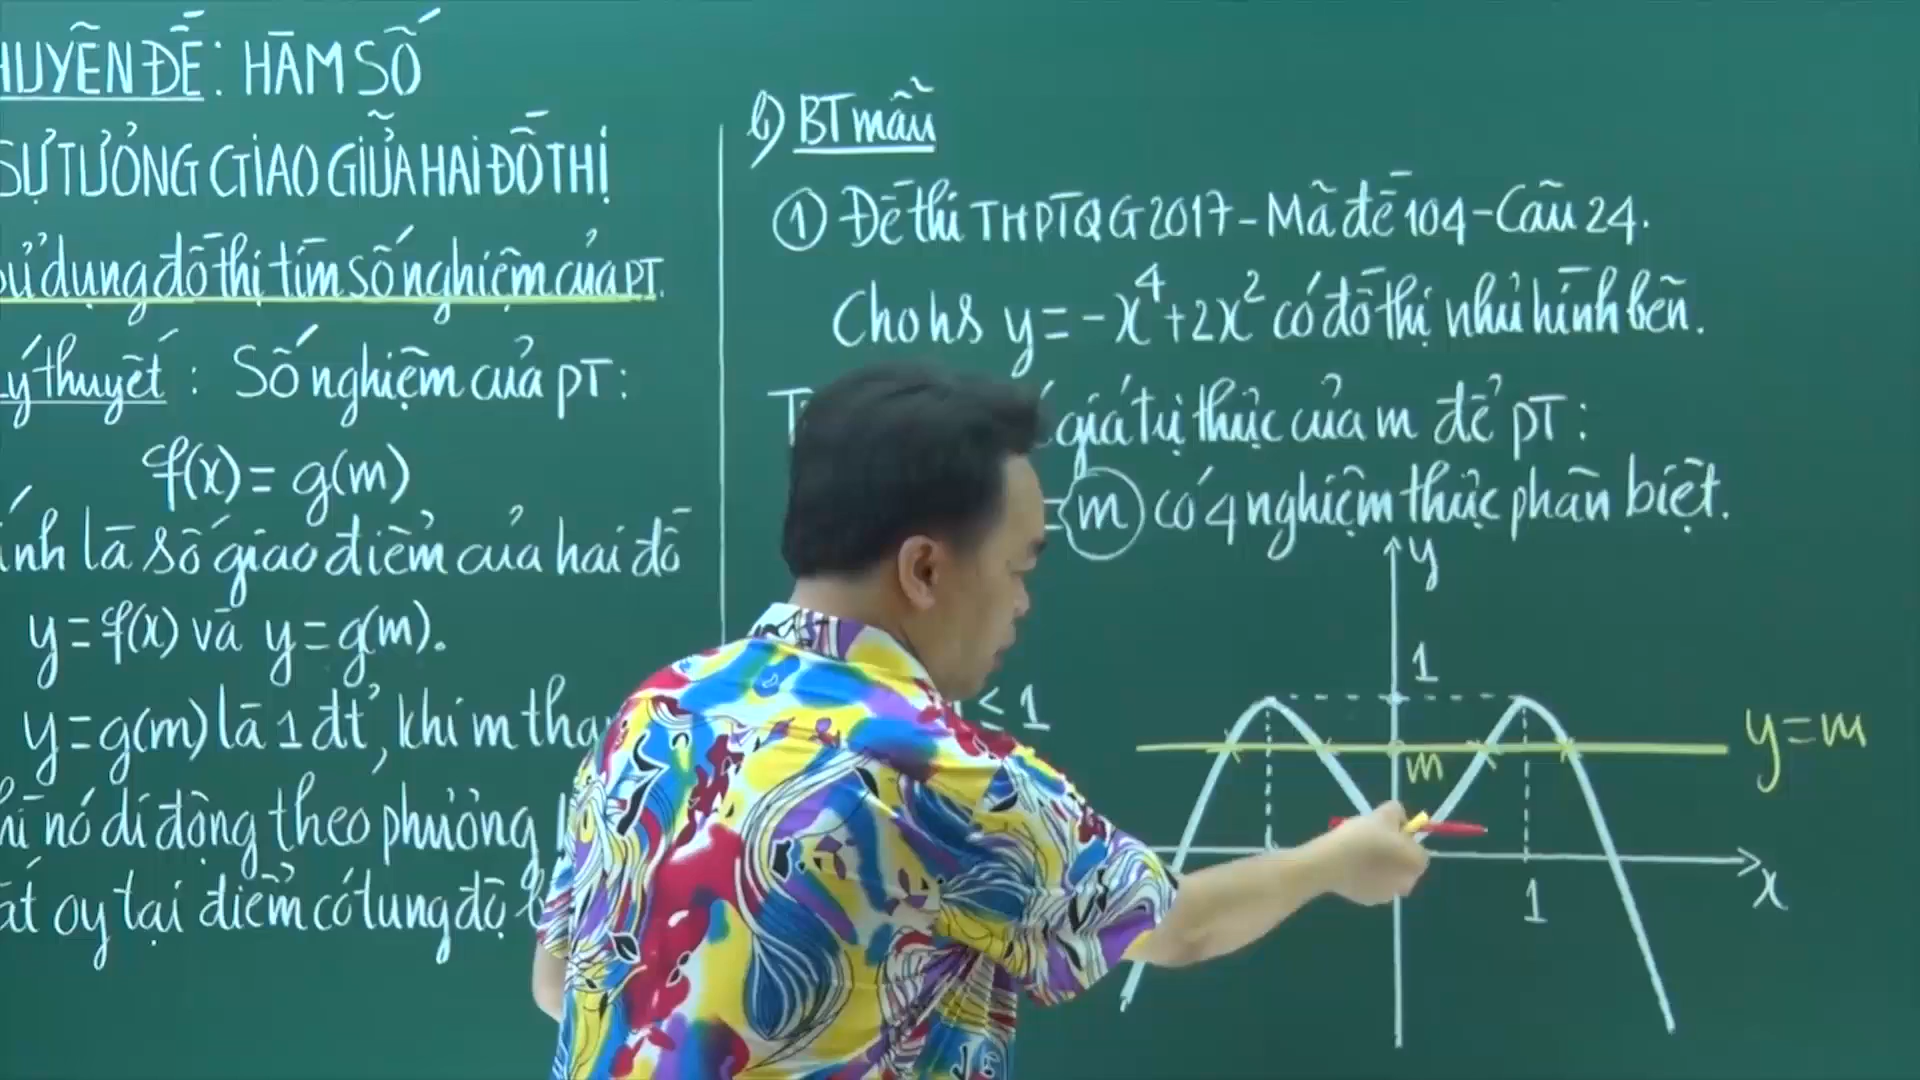 HUYÊN ĐỀ: HÀM SỐ
SỰ TƯƠNG GIAO GIỮA HAI ĐỒ THỊ
Sử dụng đồ thị tìm số nghiệm của PT.
Lý thuyết: Số nghiệm của PT:
f(x) = g(m)
ính là số giao điểm của hai đồ
y = f(x) và y = g(m).
y = g(m) là 1 đt, khi m tha
hì nó di động theo phương
ắt oy tại điểm có tung độ b
b) BT mẫu
① Đề thi THPTQG 2017 - Mã đề 104 - Câu 24.
Cho hs y = -x⁴ + 2x² có đồ thị như hình bên.
giá trị thực của m để PT:
= m có 4 nghiệm thực phân biệt.
≤ 1
y
1
y = m
m
x
1